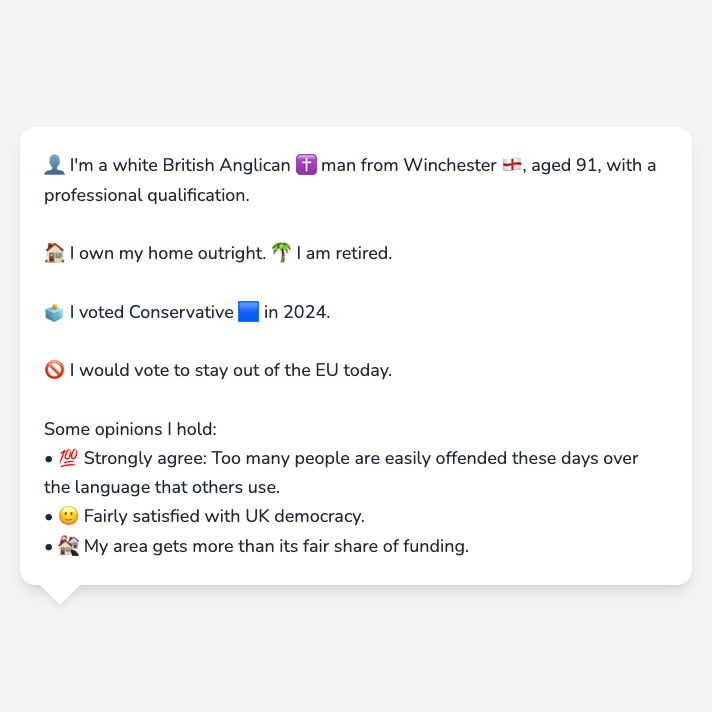 👤 I'm a white British Anglican ✝️ man from Winchester 🏴󠁧󠁢󠁥󠁮󠁧󠁿, aged 91, with a
professional qualification.
🏠 I own my home outright. 🌴 I am retired.
🗳️ I voted Conservative 🟦 in 2024.
🚫 I would vote to stay out of the EU today.
Some opinions I hold:
• 💯 Strongly agree: Too many people are easily offended these days over
the language that others use.
• 🙂 Fairly satisfied with UK democracy.
• 🏚️ My area gets more than its fair share of funding.